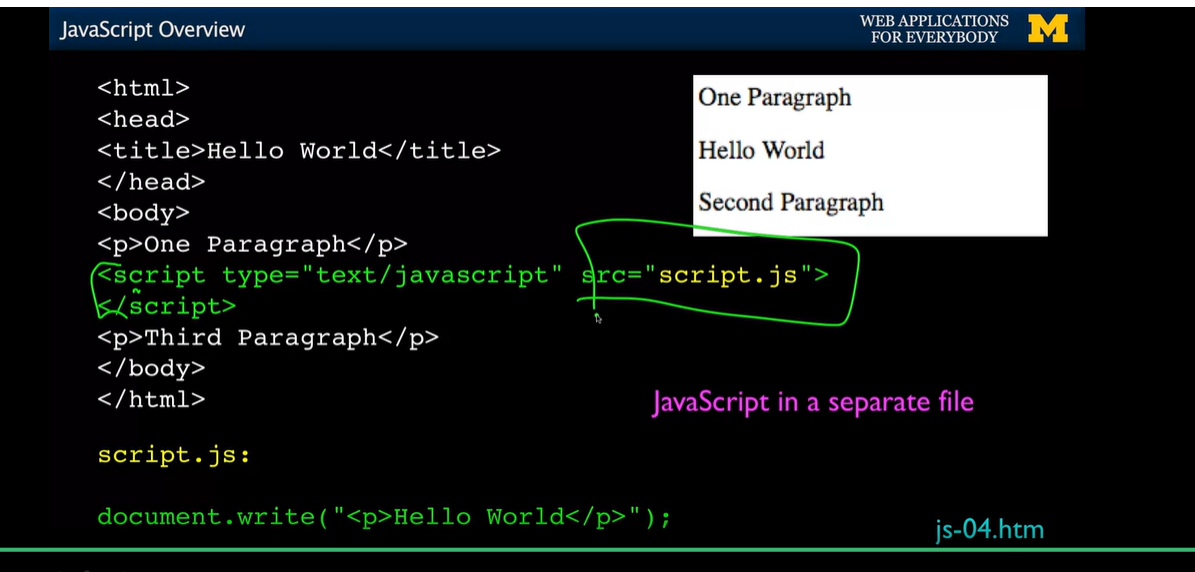 JavaScript Overview
WEB APPLICATIONS
FOR EVERYBODY
M
<html>
<head>
<title>Hello World</title>
</head>
<body>
<p>One Paragraph</p>
<script type="text/javascript" src="script.js">
</script>
<p>Third Paragraph</p>
</body>
</html>
One Paragraph
Hello World
Second Paragraph
JavaScript in a separate file
script.js:
document.write("<p>Hello World</p>");
js-04.htm